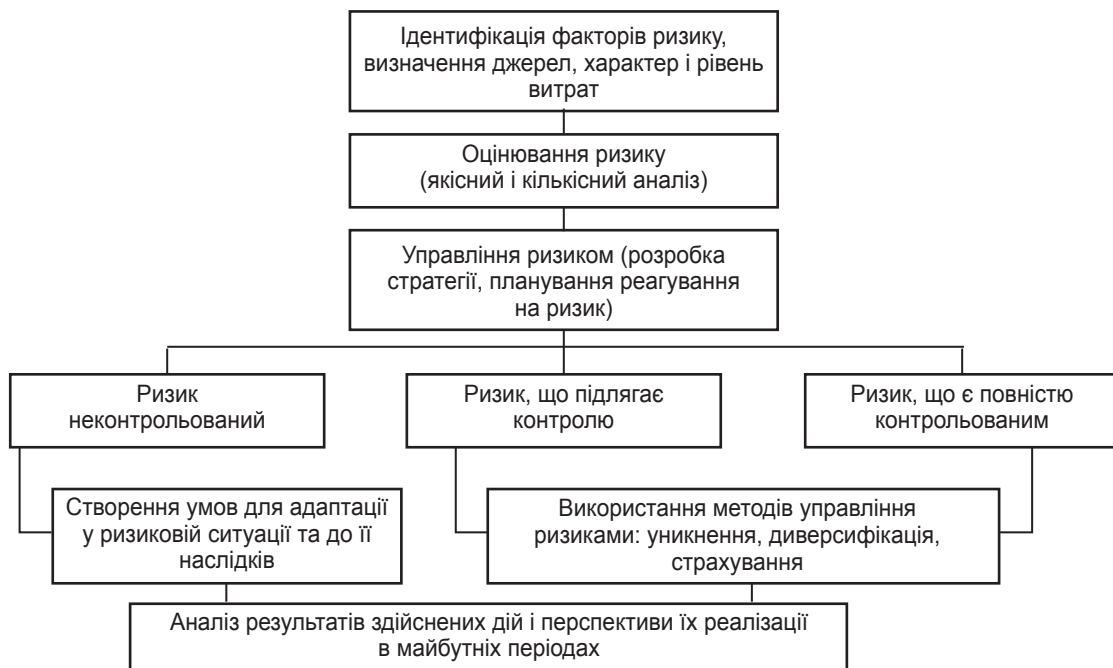 Ідентифікація факторів ризику,
визначення джерел, характер і рівень
витрат
Оцінювання ризику
(якісний і кількісний аналіз)
Управління ризиком (розробка
стратегії, планування реагування
на ризик)
Ризик
неконтрольований
Ризик, що підлягає
контролю
Ризик, що є повністю
контрольованим
Створення умов для адаптації
у ризиковій ситуації та до її
наслідків
Використання методів управління
ризиками: уникнення, диверсифікація,
страхування
Аналіз результатів здійснених дій і перспективи їх реалізації
в майбутніх періодах